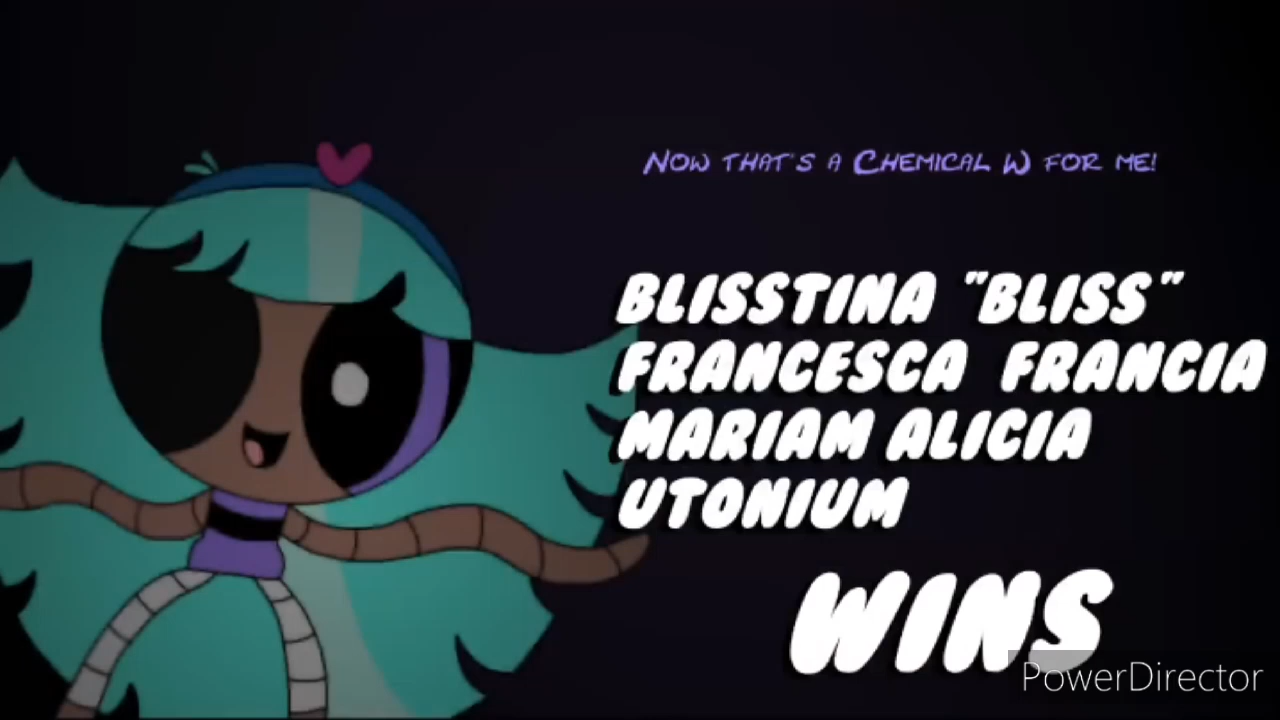 Now that's a Chemical W for me!
BLISSTINA "BLISS"
FRANCESCA FRANCIA
MARIAM ALICIA
UTONIUM
WINS
PowerDirector